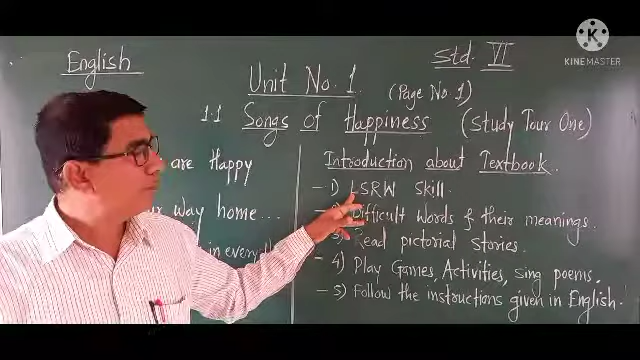 English
Std. VI
KINEMASTER
Unit No. 1
(Page No. 1)
1.1 Songs of Happiness (Study Tour One)
are Happy
way home...
in every
Introduction about Textbook.
1) LSRW Skill.
Difficult Words & their Meanings.
3) Read pictorial stories.
4) Play Games, Activities, sing poems.
5) Follow the instructions given in English.